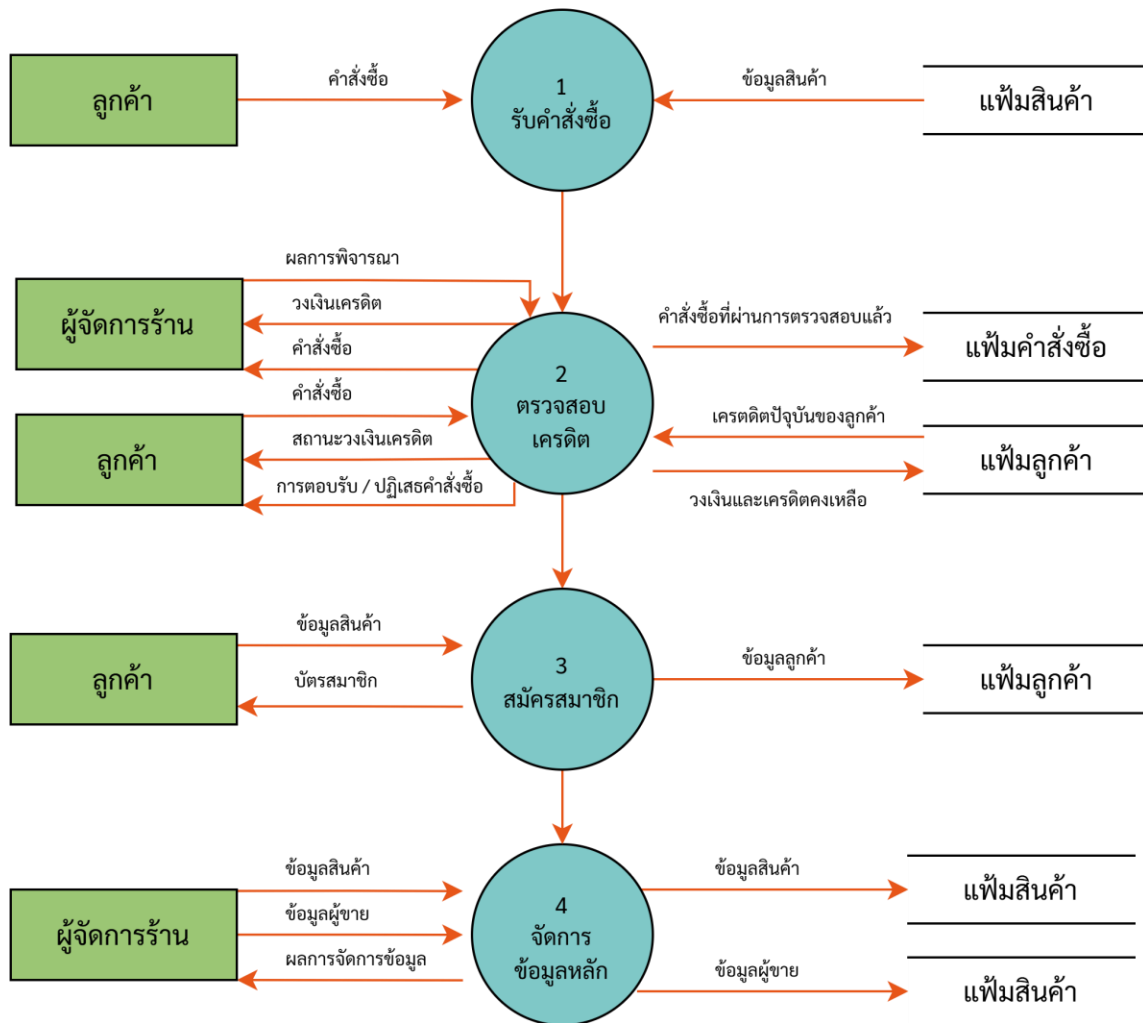 คำสั่งซื้อ
ข้อมูลสินค้า
ลูกค้า
1
รับคำสั่งซื้อ
แฟ้มสินค้า
ผลการพิจารณา
วงเงินเครดิต
คำสั่งซื้อ
ผู้จัดการร้าน
คำสั่งซื้อที่ผ่านการตรวจสอบแล้ว
แฟ้มคำสั่งซื้อ
2
ตรวจสอบ
เครดิต
คำสั่งซื้อ
สถานะวงเงินเครดิต
การตอบรับ / ปฏิเสธคำสั่งซื้อ
ลูกค้า
เครตดิตปัจุบันของลูกค้า
แฟ้มลูกค้า
วงเงินและเครดิตคงเหลือ
ข้อมูลสินค้า
ลูกค้า
บัตรสมาชิก
3
สมัครสมาชิก
ข้อมูลลูกค้า
แฟ้มลูกค้า
ข้อมูลสินค้า
ข้อมูลผู้ขาย
ผู้จัดการร้าน
ผลการจัดการข้อมูล
4
จัดการ
ข้อมูลหลัก
ข้อมูลสินค้า
แฟ้มสินค้า
ข้อมูลผู้ขาย
แฟ้มสินค้า